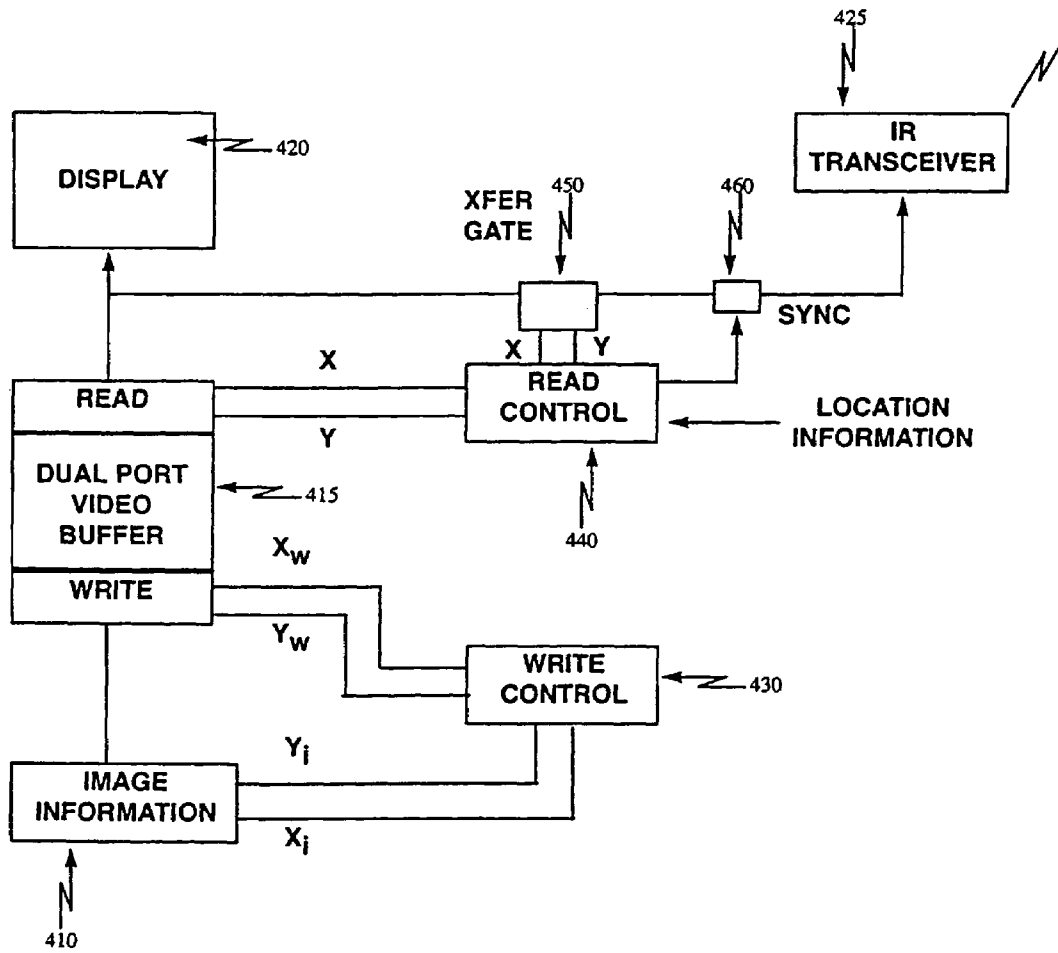 425
IR
TRANSCEIVER
420
DISPLAY
450
460
XFER
GATE
SYNC
X
X Y
READ
READ
CONTROL
Y
LOCATION
INFORMATION
DUAL PORT
VIDEO
BUFFER
415
440
Xw
WRITE
Yw
WRITE
CONTROL
430
Yi
IMAGE
INFORMATION
Xi
410